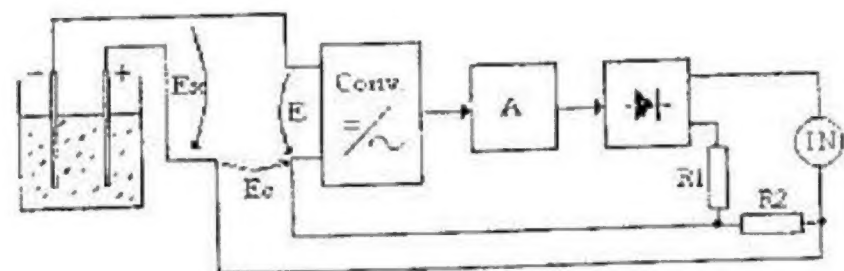 − +
Ex
E
Conv.
=/~
A
IN
Ec
R1
R2